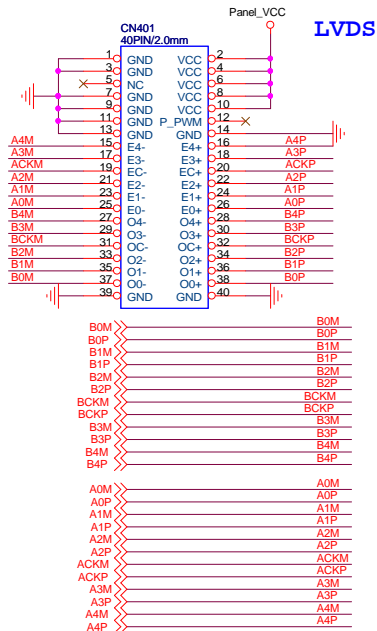 Panel_VCC
LVDS
CN401
40PIN/2.0mm
1 GND VCC 2
3 GND VCC 4
5 NC VCC 6
7 GND VCC 8
9 GND VCC 10
11 GND P_PWM 12
13 GND GND 14
A4M 15 E4- E4+ 16 A4P
A3M 17 E3- E3+ 18 A3P
ACKM 19 EC- EC+ 20 ACKP
A2M 21 E2- E2+ 22 A2P
A1M 23 E1- E1+ 24 A1P
A0M 25 E0- E0+ 26 A0P
B4M 27 O4- O4+ 28 B4P
B3M 29 O3- O3+ 30 B3P
BCKM 31 OC- OC+ 32 BCKP
B2M 33 O2- O2+ 34 B2P
B1M 35 O1- O1+ 36 B1P
B0M 37 O0- O0+ 38 B0P
39 GND GND 40
B0M B0M
B0P B0P
B1M B1M
B1P B1P
B2M B2M
B2P B2P
BCKM BCKM
BCKP BCKP
B3M B3M
B3P B3P
B4M B4M
B4P B4P
A0M A0M
A0P A0P
A1M A1M
A1P A1P
A2M A2M
A2P A2P
ACKM ACKM
ACKP ACKP
A3M A3M
A3P A3P
A4M A4M
A4P A4P